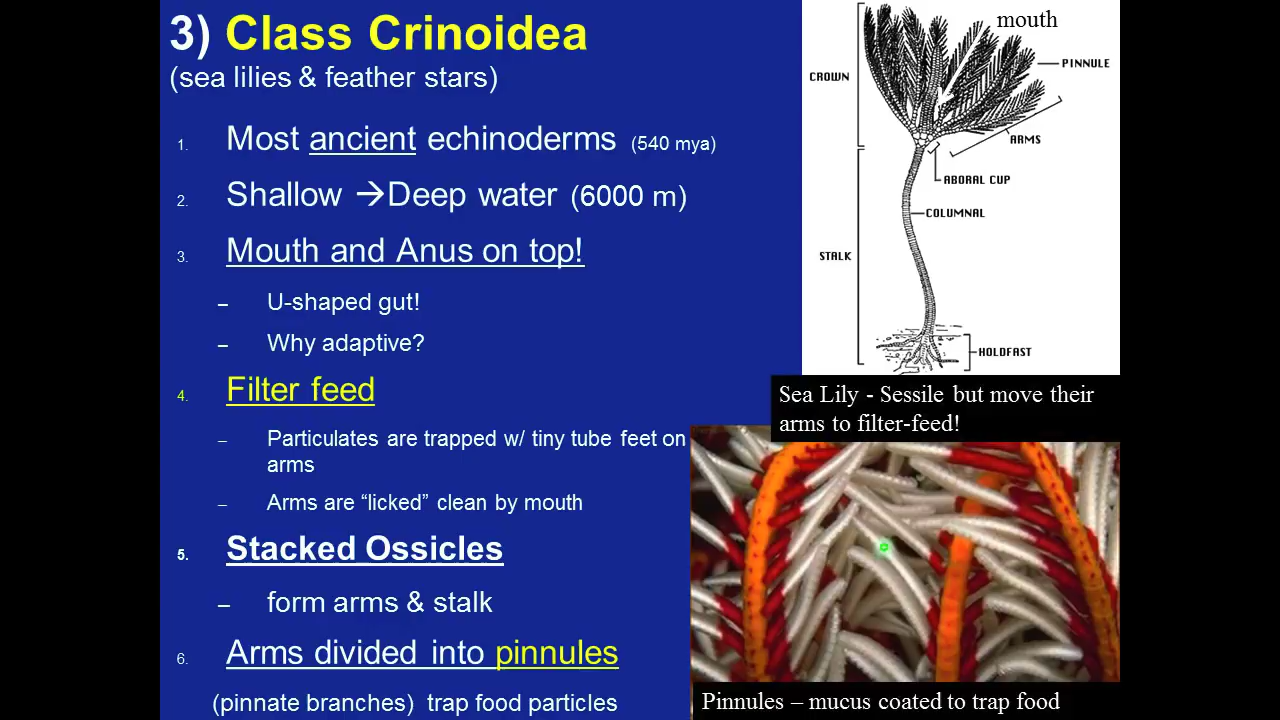 3) Class Crinoidea
(sea lilies & feather stars)
1. Most ancient echinoderms (540 mya)
2. Shallow →Deep water (6000 m)
3. Mouth and Anus on top!
– U-shaped gut!
– Why adaptive?
4. Filter feed
– Particulates are trapped w/ tiny tube feet on
arms
– Arms are “licked” clean by mouth
5. Stacked Ossicles
– form arms & stalk
6. Arms divided into pinnules
(pinnate branches) trap food particles
mouth
PINNULE
CROWN
ARMS
ABORAL CUP
COLUMNAL
STALK
HOLDFAST
Sea Lily - Sessile but move their
arms to filter-feed!
Pinnules – mucus coated to trap food